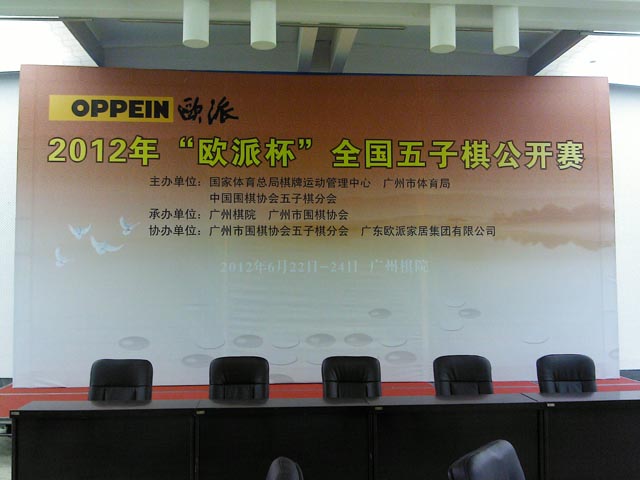 OPPEIN 欧派
2012年“欧派杯”全国五子棋公开赛
主办单位：国家体育总局棋牌运动管理中心 广州市体育局
中国围棋协会五子棋分会
承办单位：广州棋院 广州市围棋协会
协办单位：广州市围棋协会五子棋分会 广东欧派家居集团有限公司
2012年6月22日-24日 广州棋院